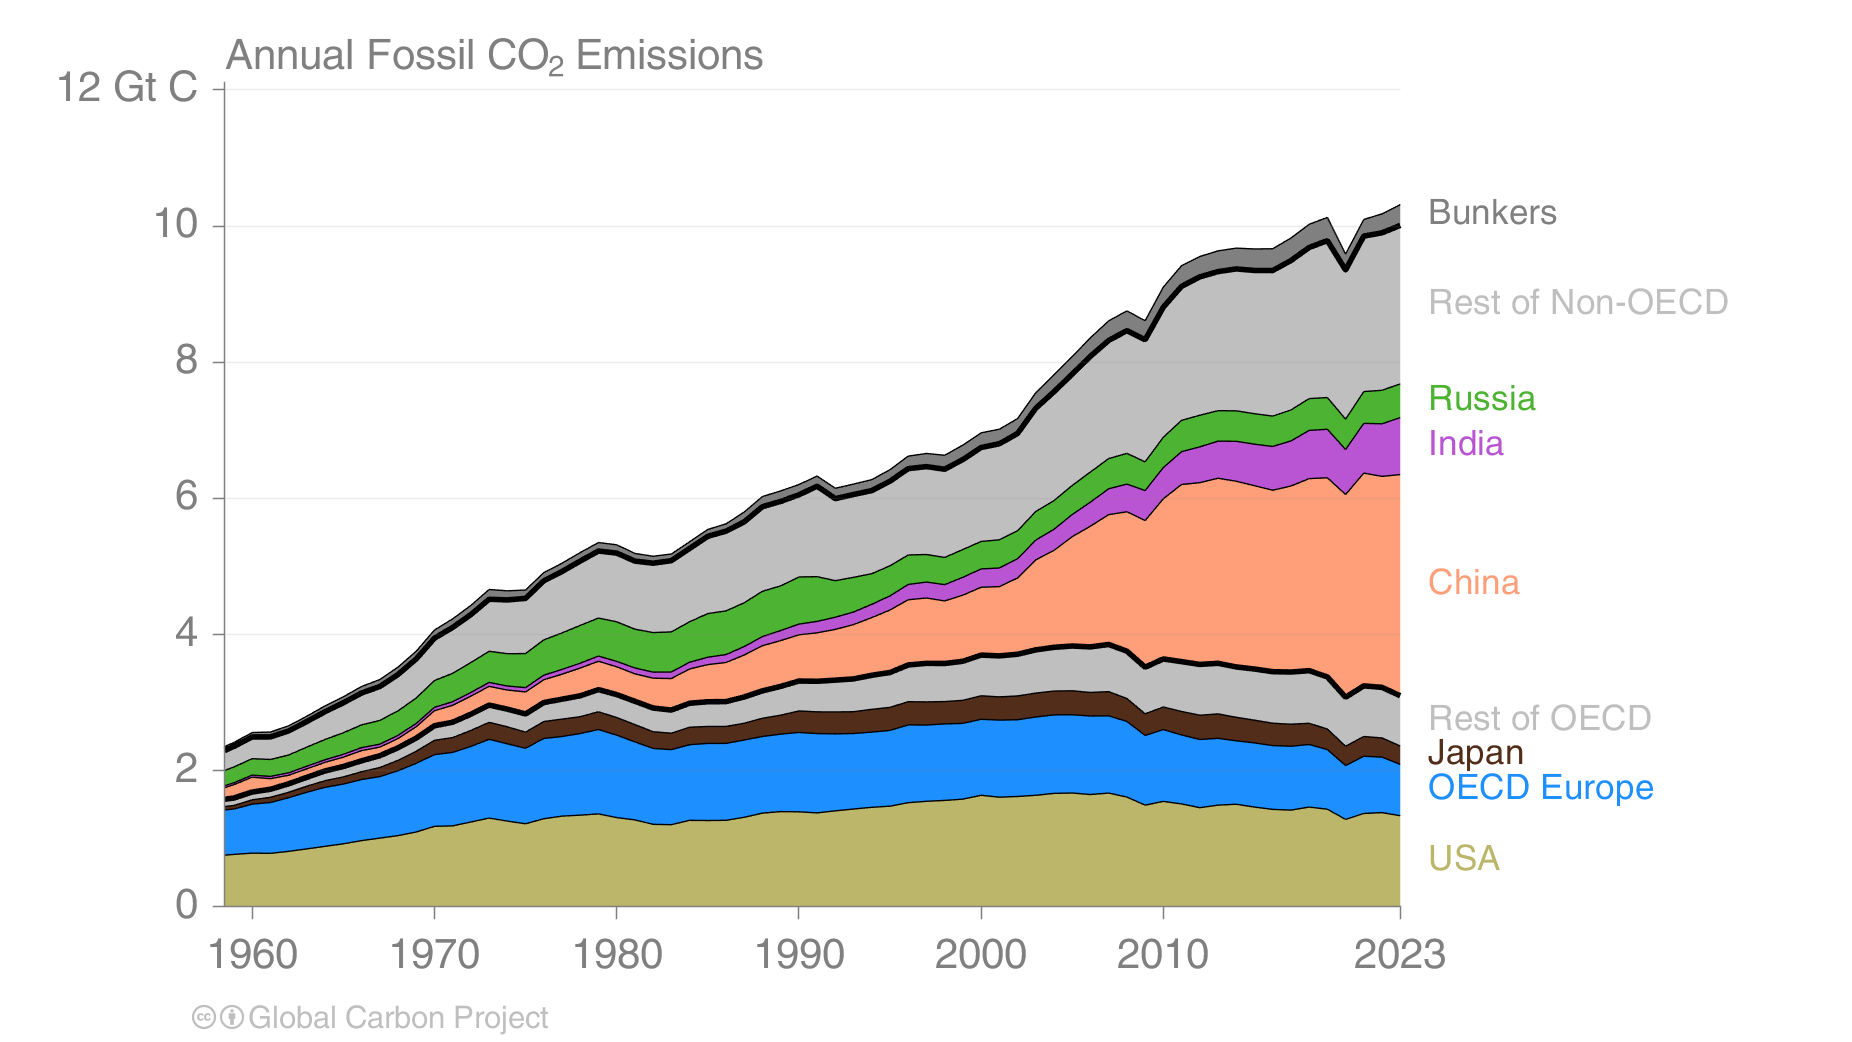 Annual Fossil CO₂ Emissions
12 Gt C
10
8
6
4
2
0
Bunkers
Rest of Non-OECD
Russia
India
China
Rest of OECD
Japan
OECD Europe
USA
1960 1970 1980 1990 2000 2010 2023
cc Global Carbon Project